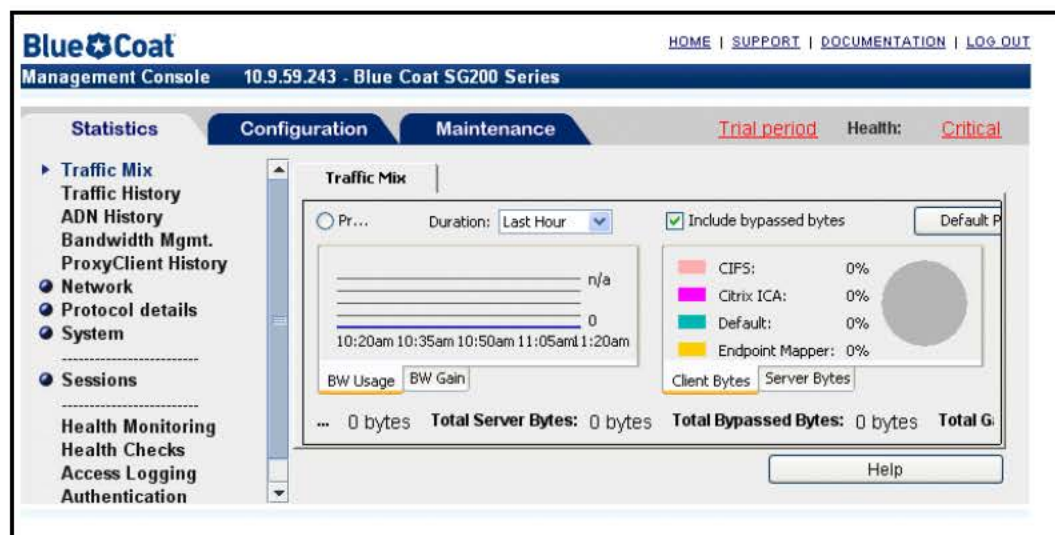 Blue Coat
HOME | SUPPORT | DOCUMENTATION | LOG OUT
Management Console 10.9.59.243 - Blue Coat SG200 Series
Statistics Configuration Maintenance Trial period Health: Critical
Traffic Mix
Traffic History
ADN History
Bandwidth Mgmt.
ProxyClient History
Network
Protocol details
System
-------------------------
Sessions
-------------------------
Health Monitoring
Health Checks
Access Logging
Authentication
Traffic Mix
Pr... Duration: Last Hour Include bypassed bytes Default P
n/a
0
10:20am 10:35am 10:50am 11:05am 11:20am
BW Usage BW Gain
CIFS: 0%
Citrix ICA: 0%
Default: 0%
Endpoint Mapper: 0%
Client Bytes Server Bytes
... 0 bytes Total Server Bytes: 0 bytes Total Bypassed Bytes: 0 bytes Total G
Help